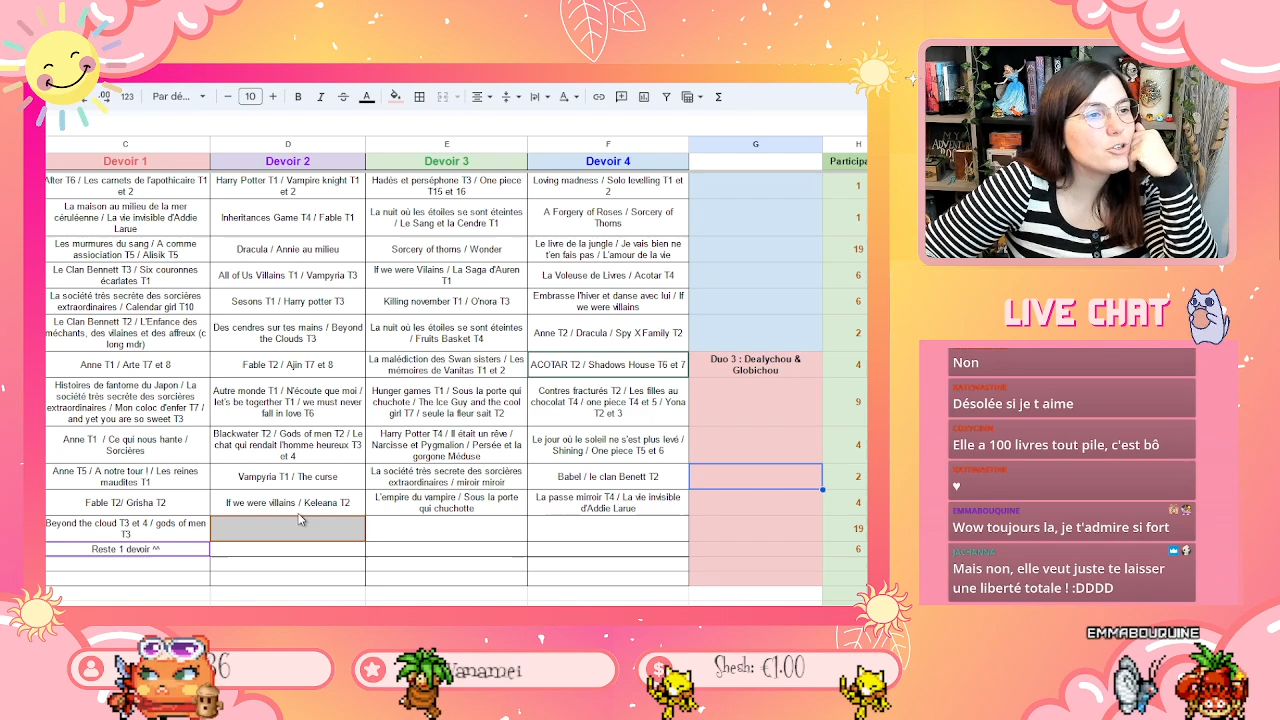 .00 123 Par dé... 10 B I A Σ
C D E F G H
Devoir 1 Devoir 2 Devoir 3 Devoir 4 Participa
After T6 / Les carnets de l'apothicaire T1
et 2
Harry Potter T1 / Vampire knight T1
et 2
Hadès et perséphone T3 / One piece
T15 et 16
Loving madness / Solo levelling T1 et
2
1
La maison au milieu de la mer
céruléenne / La vie invisible d'Addie
Larue
Inheritances Game T4 / Fable T1
La nuit où les étoiles se sont éteintes
/ Le Sang et la Cendre T1
A Forgery of Roses / Sorcery of
Thorns
1
Les murmures du sang / A comme
assiociation T5 / Alisik T5
Dracula / Annie au milieu
Sorcery of thorns / Wonder
Le livre de la jungle / Je vais bien ne
t'en fais pas / L'amour de la vie
19
Le Clan Bennett T3 / Six couronnes
écarlates T1
All of Us Villains T1 / Vampyria T3
If we were Vilains / La Saga d'Auren
T1
La Voleuse de Livres / Acotar T4
6
La société très secrète des sorcières
extraordinaires / Calendar girl T10
Sesons T1 / Harry potter T3
Killing november T1 / O'nora T3
Embrasse l'hiver et danse avec lui / If
we were villains
6
Le Clan Bennett T2 / L'Enfance des
méchants, des vilaines et des affreux (c
long mdr)
Des cendres sur tes mains / Beyond
the Clouds T3
La nuit où les étoiles se sont éteintes
/ Fruits Basket T4
Anne T2 / Dracula / Spy X Family T2
2
Anne T1 / Arte T7 et 8
Fable T2 / Ajin T7 et 8
La malédiction des Swan sisters / Les
mémoires de Vanitas T1 et 2
ACOTAR T2 / Shadows House T6 et 7
Duo 3 : Dealychou &
Globichou
4
Histoires de fantome du Japon / La
société très secrète des sorcières
extraordinaires / Mon coloc d'enfer T7 /
and yet you are so sweet T3
Autre monde T1 / N'écoute que moi /
let's be togerther T1 / we must never
fall in love T6
Hunger games T1 / Sous la porte qui
chuchote / The Ice Guy and the cool
girl T7 / seule la fleur sait T2
Contres fracturés T2 / Les filles au
chocolat T4 / one piece T4 et 5 / Yona
T2 et 3
9
Anne T1 / Ce qui nous hante /
Sorcières
Blackwater T2 / Gods of men T2 / Le
chat qui rendait l'homme heureux T3
et 4
Harry Potter T4 / Il était un rêve /
Narcisse et Pygmalion / Persée et la
gorgone Méduse
Le jour où le soleil ne s'est plus levé /
Shining / One piece T5 et 6
4
Anne T5 / A notre tour ! / Les reines
maudites T1
Vampyria T1 / The curse
La société très secrete des sorcières
extraordinaires / miroir miroir
Babel / le clan Benett T2
2
Fable T2/ Grisha T2
If we were villains / Keleana T2
L'empire du vampire / Sous la porte
qui chuchotte
La passe mirroir T4 / La vie invisible
d'Addie Larue
4
Beyond the cloud T3 et 4 / gods of men
T3
19
Reste 1 devoir ^^
6
MY
ADVENTURE
LIVE CHAT
Non
Désolée si je t aime
Elle a 100 livres tout pile, c'est bô
♥
EMMABOUQUINE
Wow toujours la, je t'admire si fort
Mais non, elle veut juste te laisser
une liberté totale ! :DDDD
EMMABOUQUINE
Shesh: €1.00